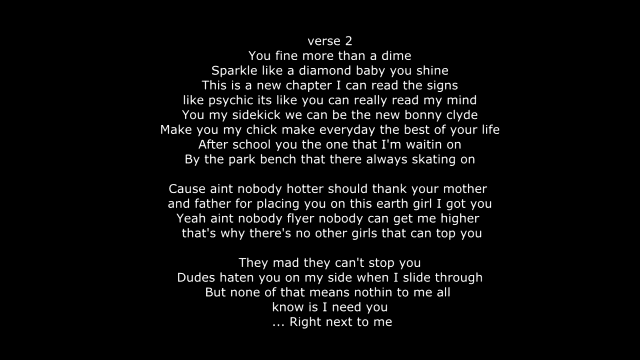 verse 2
You fine more than a dime
Sparkle like a diamond baby you shine
This is a new chapter I can read the signs
like psychic its like you can really read my mind
You my sidekick we can be the new bonny clyde
Make you my chick make everyday the best of your life
After school you the one that I'm waitin on
By the park bench that there always skating on
Cause aint nobody hotter should thank your mother
and father for placing you on this earth girl I got you
Yeah aint nobody flyer nobody can get me higher
that's why there's no other girls that can top you
They mad they can't stop you
Dudes haten you on my side when I slide through
But none of that means nothin to me all
know is I need you
... Right next to me